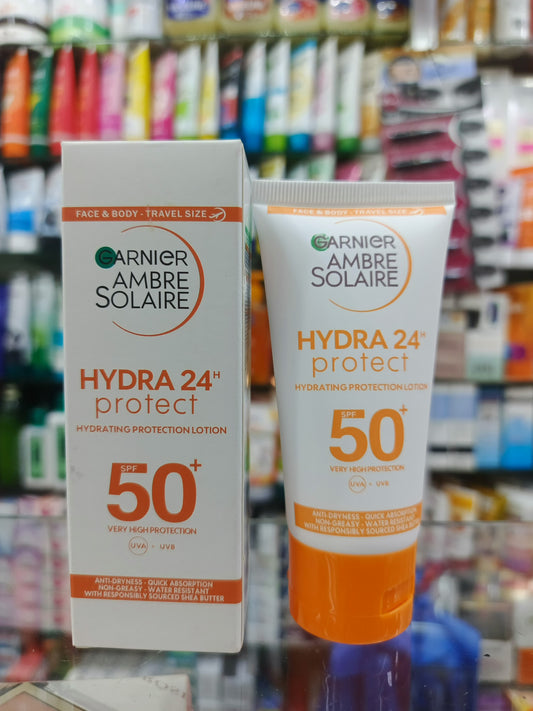 FACE & BODY - TRAVEL SIZE
GARNIER
AMBRE
SOLAIRE
HYDRA 24H
protect
HYDRATING PROTECTION LOTION
SPF
50+
VERY HIGH PROTECTION
UVA + UVB
ANTI-DRYNESS - QUICK ABSORPTION
NON-GREASY - WATER RESISTANT
WITH RESPONSIBLY SOURCED SHEA BUTTER
FACE & BODY - TRAVEL SIZE
GARNIER
AMBRE
SOLAIRE
HYDRA 24H
protect
HYDRATING PROTECTION LOTION
SPF
50+
VERY HIGH PROTECTION
UVA + UVB
ANTI-DRYNESS - QUICK ABSORPTION
NON-GREASY - WATER RESISTANT
WITH RESPONSIBLY SOURCED SHEA BUTTER